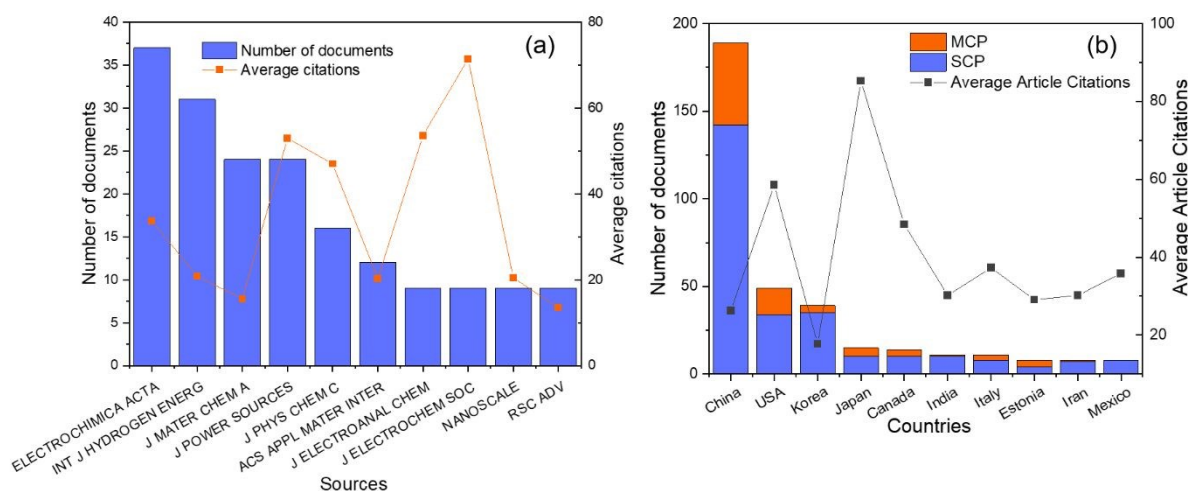 (a)
Number of documents
Average citations
40
35
30
25
20
15
10
5
0
Number of documents
80
60
40
20
0
Average citations
ELECTROCHIMICA ACTA
INT J HYDROGEN ENERG
J MATER CHEM A
J POWER SOURCES
J PHYS CHEM C
ACS APPL MATER INTER
J ELECTROANAL CHEM
J ELECTROCHEM SOC
NANOSCALE
RSC ADV
Sources
(b)
MCP
SCP
Average Article Citations
200
150
100
50
0
Number of documents
100
80
60
40
20
Average Article Citations
China
USA
Korea
Japan
Canada
India
Italy
Estonia
Iran
Mexico
Countries